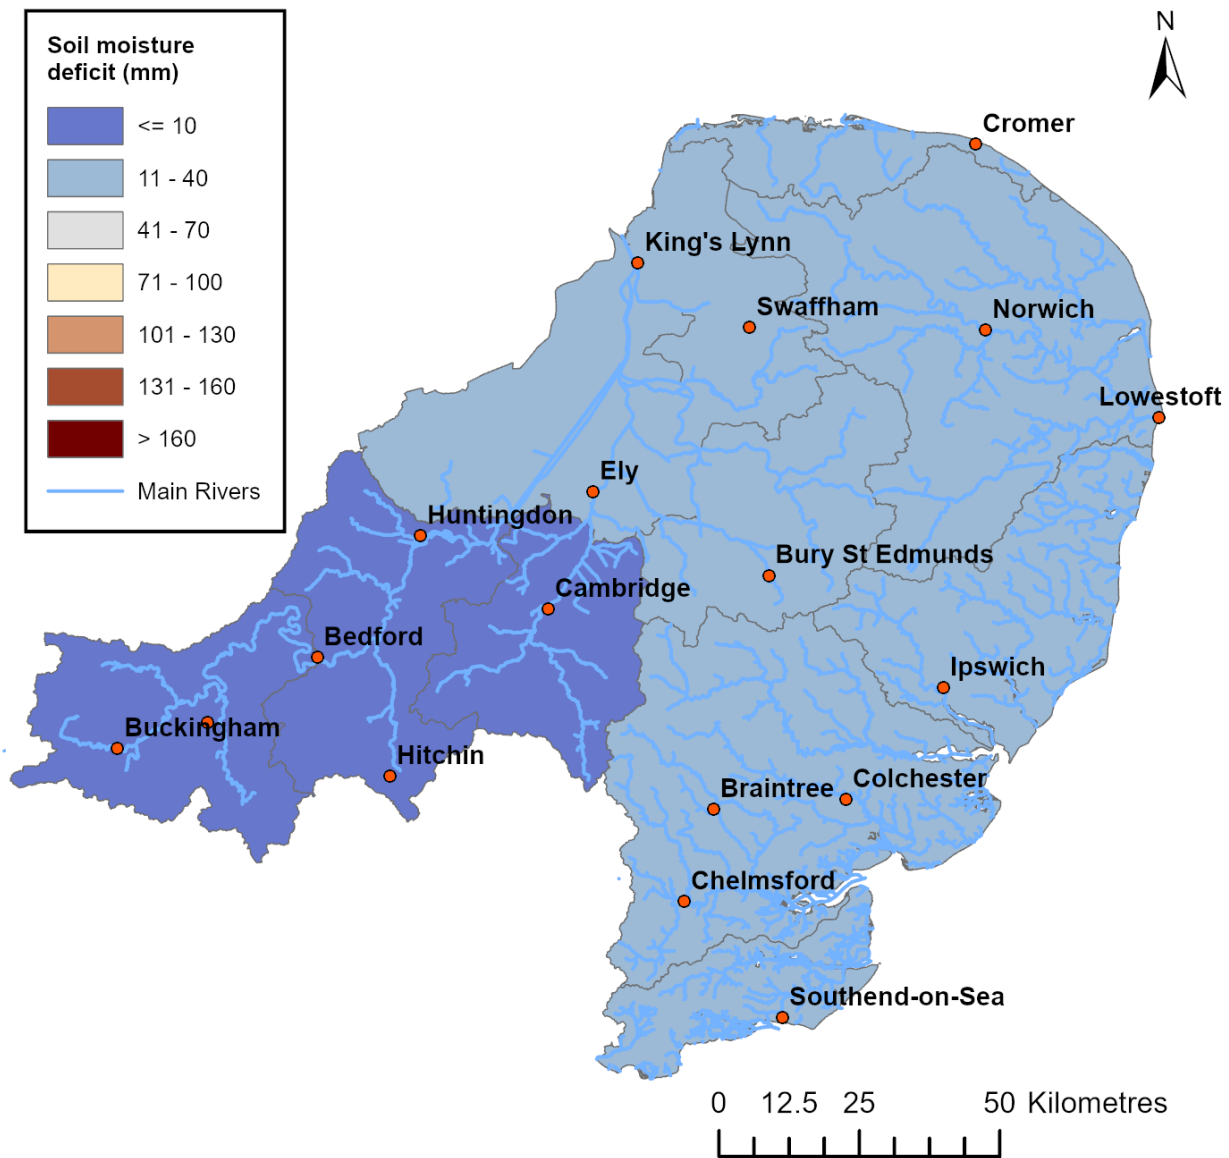 Soil moisture
deficit (mm)
<= 10
11 - 40
41 - 70
71 - 100
101 - 130
131 - 160
> 160
Main Rivers
N
Cromer
King's Lynn
Swaffham
Norwich
Lowestoft
Ely
Huntingdon
Bury St Edmunds
Cambridge
Bedford
Ipswich
Buckingham
Hitchin
Colchester
Braintree
Chelmsford
Southend-on-Sea
0 12.5 25 50 Kilometres